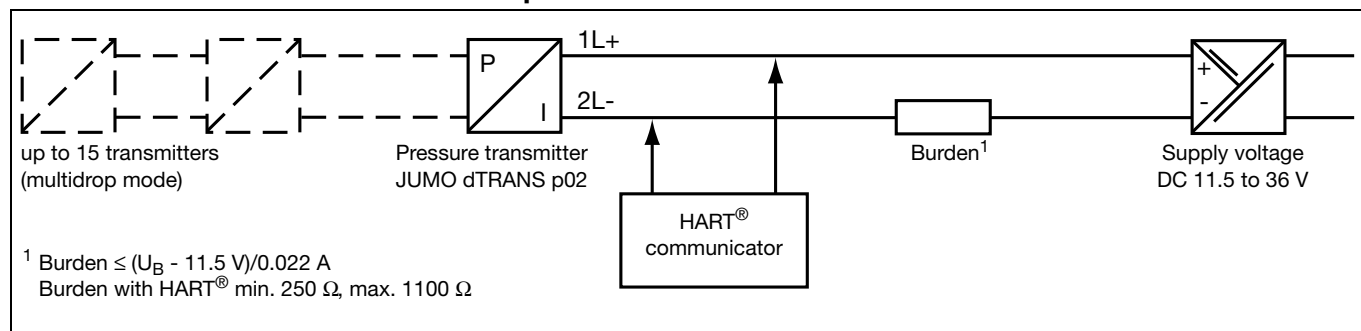 1L+
P
+
2L-
-
I
up to 15 transmitters
(multidrop mode)
Pressure transmitter
JUMO dTRANS p02
Burden¹
Supply voltage
DC 11.5 to 36 V
HART®
communicator
¹ Burden ≤ (U_B - 11.5 V)/0.022 A
Burden with HART® min. 250 Ω, max. 1100 Ω